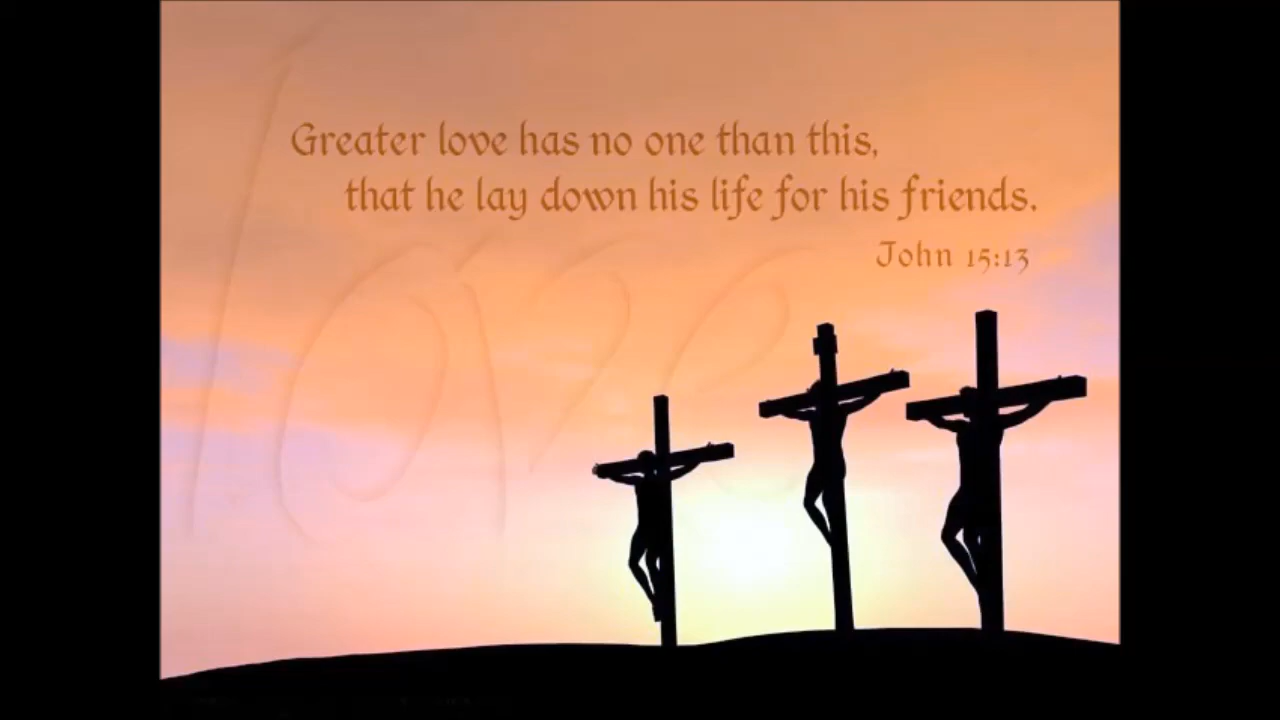 Greater love has no one than this,
that he lay down his life for his friends.
John 15:13
love